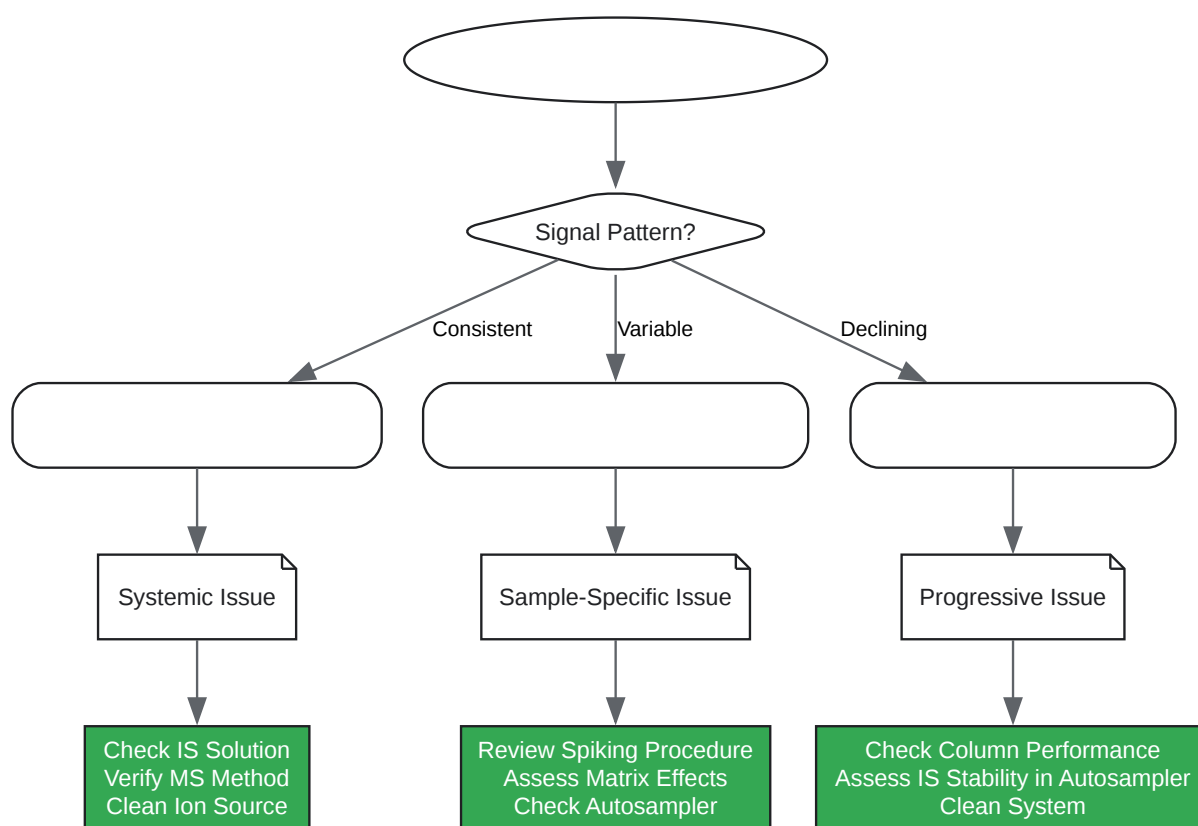 Signal Pattern?
Consistent
Variable
Declining
Systemic Issue
Sample-Specific Issue
Progressive Issue
Check IS Solution
Verify MS Method
Clean Ion Source
Review Spiking Procedure
Assess Matrix Effects
Check Autosampler
Check Column Performance
Assess IS Stability in Autosampler
Clean System